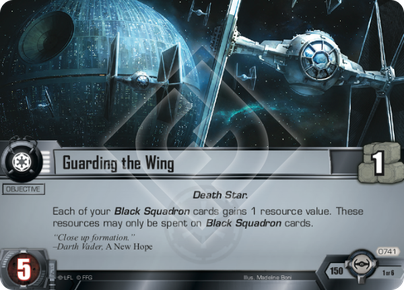 Guarding the Wing
1
OBJECTIVE
Death Star.
Each of your Black Squadron cards gains 1 resource value. These
resources may only be spent on Black Squadron cards.
"Close up formation."
–Darth Vader, A New Hope
5
© LFL © FFG
Illus. Madeline Boni
0741
150
1 of 6